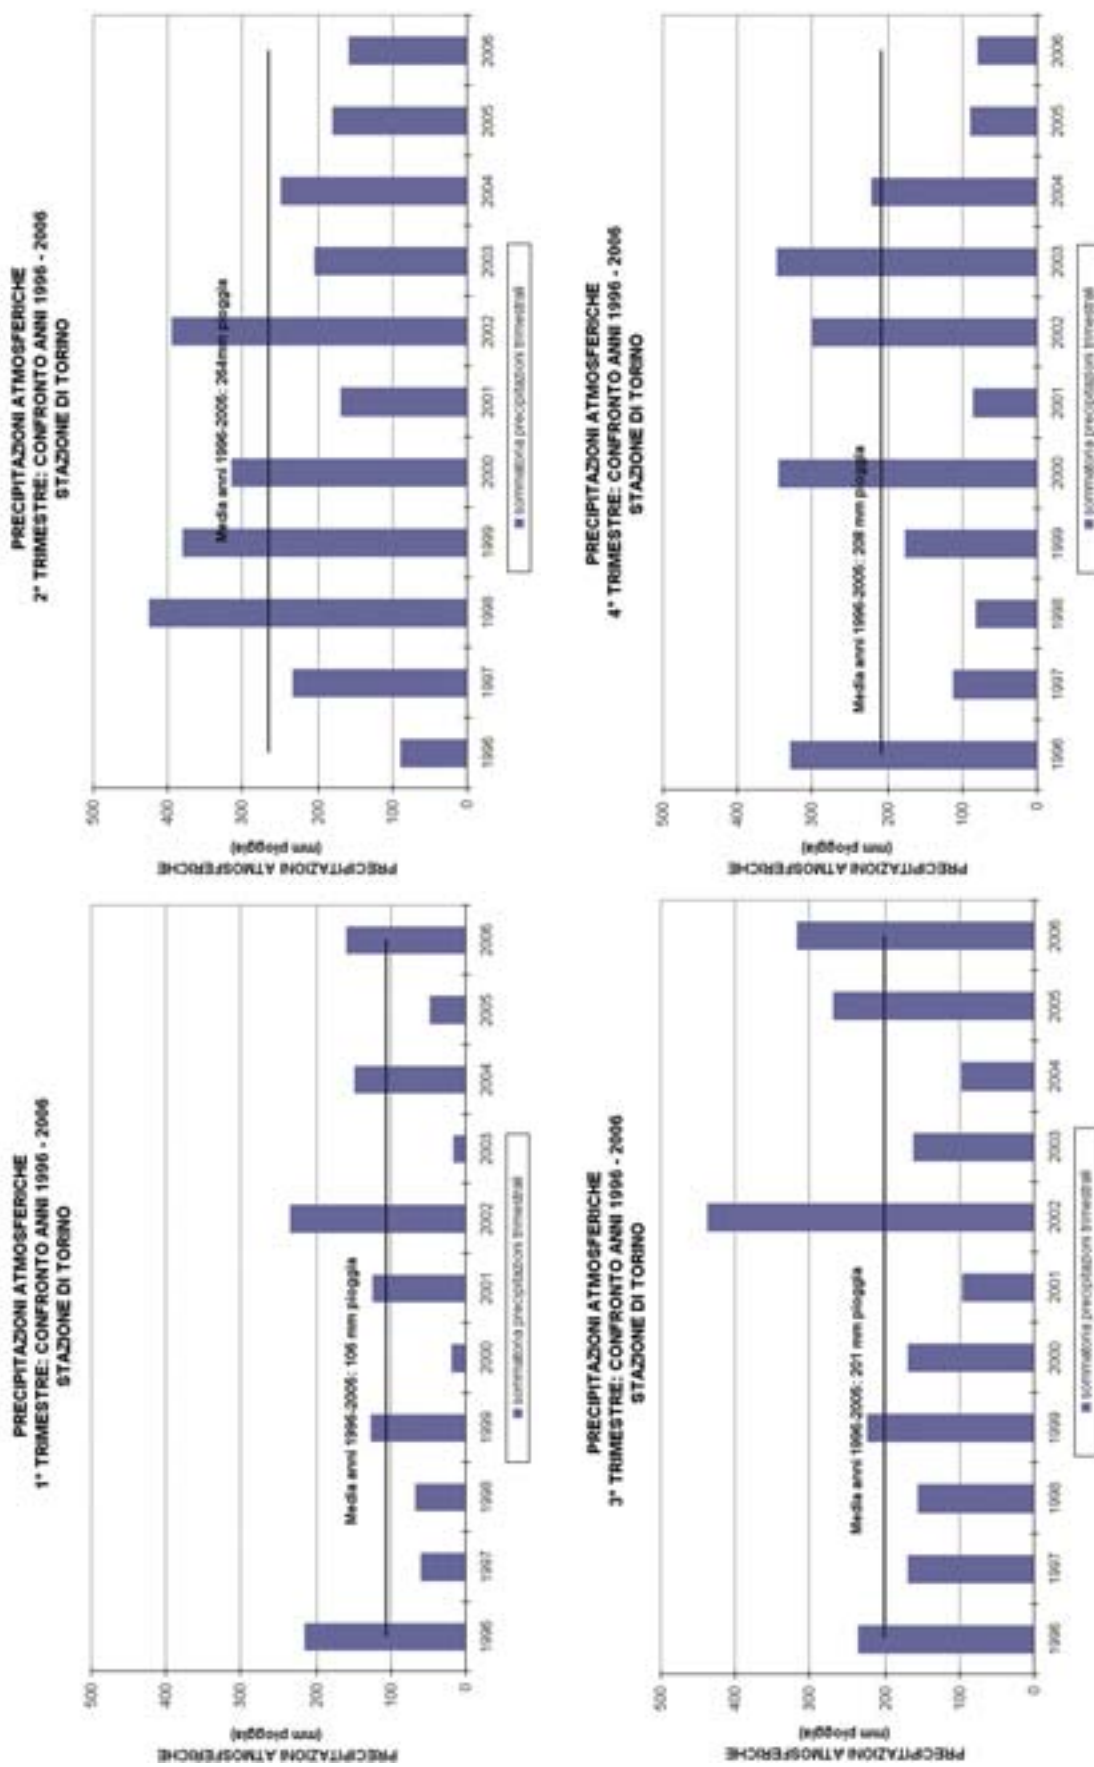 PRECIPITAZIONI ATMOSFERICHE
1° TRIMESTRE: CONFRONTO ANNI 1996 - 2006
STAZIONE DI TORINO
PRECIPITAZIONI ATMOSFERICHE
(mm pioggia)
500
400
300
200
100
0
Media anni 1996-2005: 106 mm pioggia
1996 1997 1998 1999 2000 2001 2002 2003 2004 2005 2006
sommatoria precipitazioni trimestrali
PRECIPITAZIONI ATMOSFERICHE
2° TRIMESTRE: CONFRONTO ANNI 1996 - 2006
STAZIONE DI TORINO
PRECIPITAZIONI ATMOSFERICHE
(mm pioggia)
500
400
300
200
100
0
Media anni 1996-2005: 264mm pioggia
1996 1997 1998 1999 2000 2001 2002 2003 2004 2005 2006
sommatoria precipitazioni trimestrali
PRECIPITAZIONI ATMOSFERICHE
3° TRIMESTRE: CONFRONTO ANNI 1996 - 2006
STAZIONE DI TORINO
PRECIPITAZIONI ATMOSFERICHE
(mm pioggia)
500
400
300
200
100
0
Media anni 1996-2005: 201 mm pioggia
1996 1997 1998 1999 2000 2001 2002 2003 2004 2005 2006
sommatoria precipitazioni trimestrali
PRECIPITAZIONI ATMOSFERICHE
4° TRIMESTRE: CONFRONTO ANNI 1996 - 2006
STAZIONE DI TORINO
PRECIPITAZIONI ATMOSFERICHE
(mm pioggia)
500
400
300
200
100
0
Media anni 1996-2005: 208 mm pioggia
1996 1997 1998 1999 2000 2001 2002 2003 2004 2005 2006
sommatoria precipitazioni trimestrali